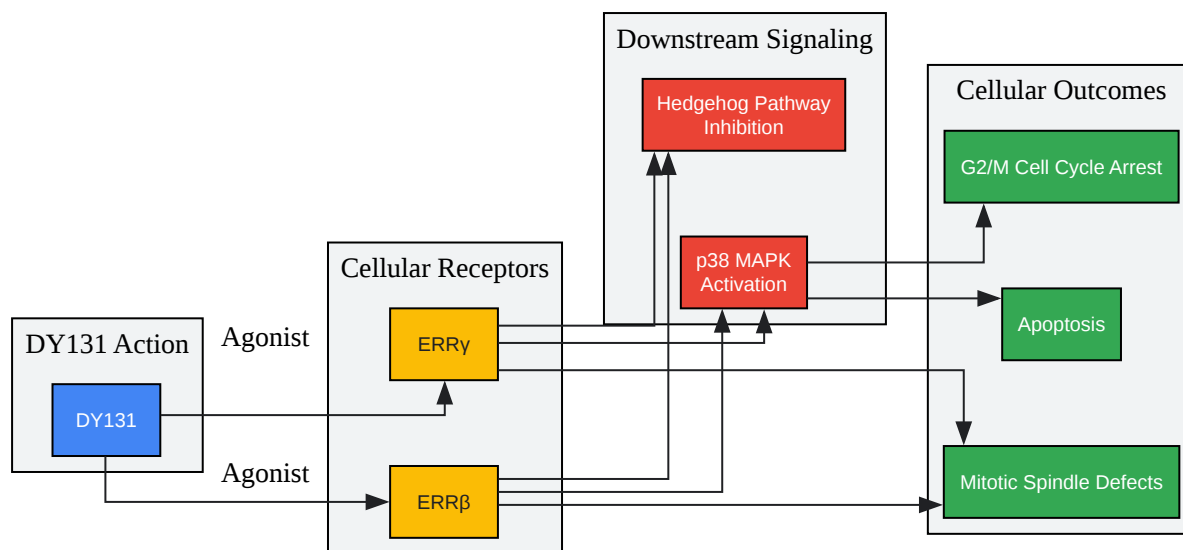 DY131 Action
DY131
Agonist
Agonist
Cellular Receptors
ERRγ
ERRβ
Downstream Signaling
Hedgehog Pathway
Inhibition
p38 MAPK
Activation
Cellular Outcomes
G2/M Cell Cycle Arrest
Apoptosis
Mitotic Spindle Defects